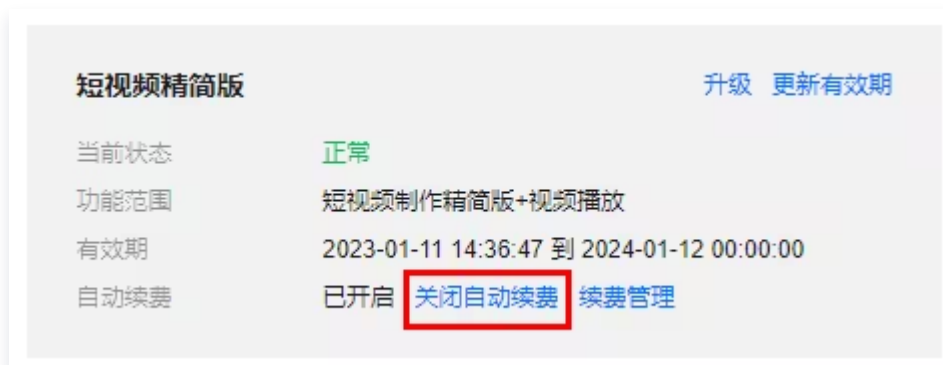 短视频精简版 升级 更新有效期
当前状态 正常
功能范围 短视频制作精简版+视频播放
有效期 2023-01-11 14:36:47 到 2024-01-12 00:00:00
自动续费 已开启 关闭自动续费 续费管理